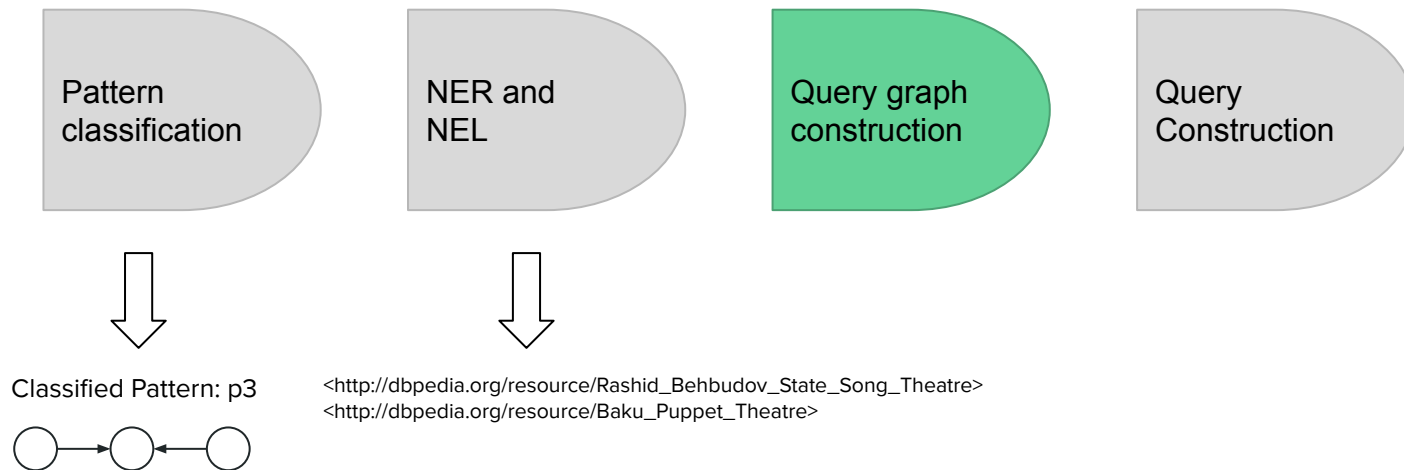 Pattern
classification
NER and
NEL
Query graph
construction
Query
Construction
Classified Pattern: p3
<http://dbpedia.org/resource/Rashid_Behbudov_State_Song_Theatre>
<http://dbpedia.org/resource/Baku_Puppet_Theatre>